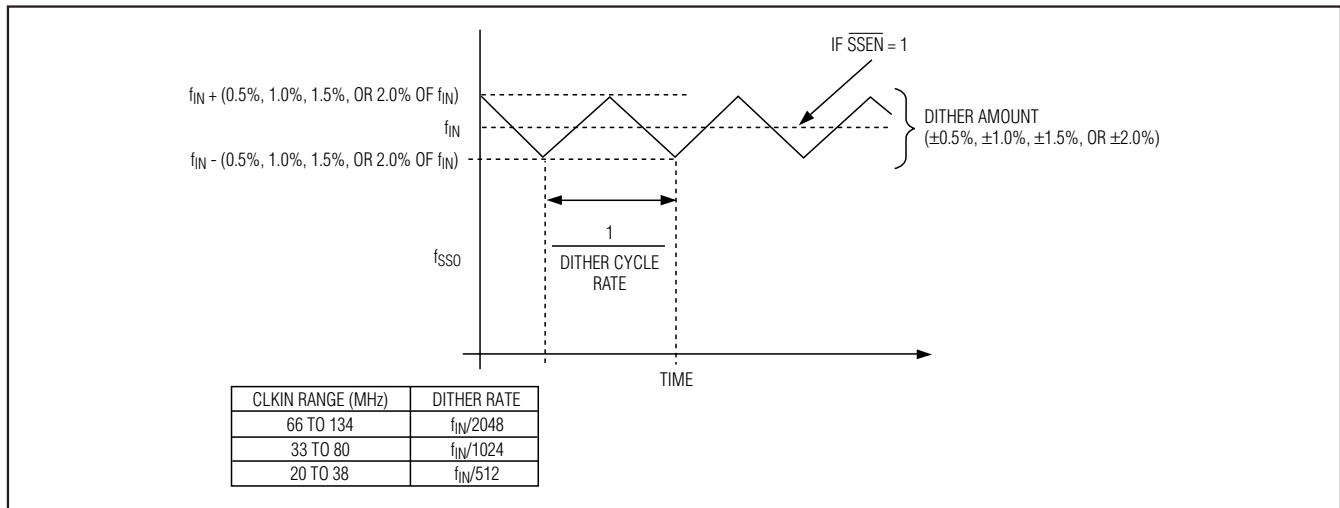 IF S̅S̅E̅N̅ = 1
fIN + (0.5%, 1.0%, 1.5%, OR 2.0% OF fIN)
fIN
fIN - (0.5%, 1.0%, 1.5%, OR 2.0% OF fIN)
DITHER AMOUNT
(±0.5%, ±1.0%, ±1.5%, OR ±2.0%)
fSSO
1
DITHER CYCLE
RATE
TIME
CLKIN RANGE (MHz) DITHER RATE
66 TO 134 fIN/2048
33 TO 80 fIN/1024
20 TO 38 fIN/512